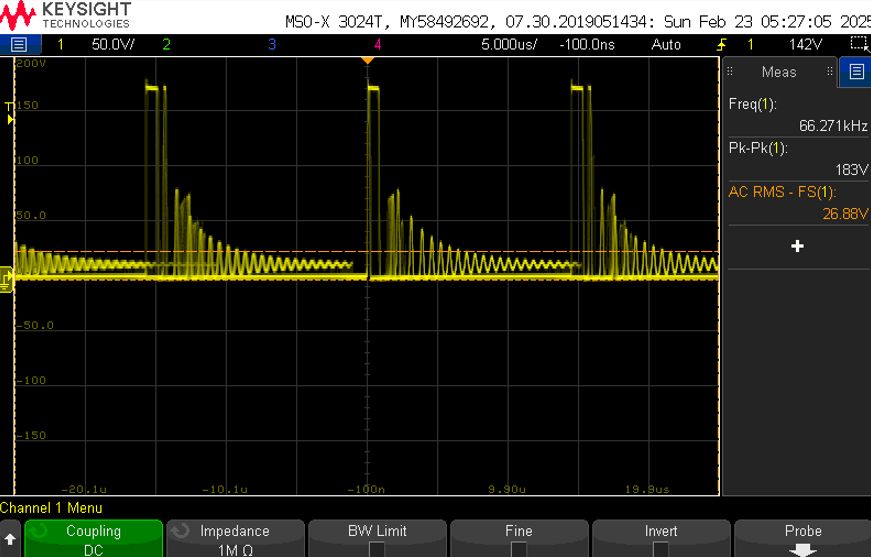 KEYSIGHT
TECHNOLOGIES
MSO-X 3024T, MY58492692, 07.30.2019051434: Sun Feb 23 05:27:05 2025
1 50.0V/ 2 3 4 5.000us/ -100.0ns Auto 1 142V
200V
T
150
100
50.0
-50.0
-100
-150
-20.1u -10.1u -100n 9.90u 19.9us
Meas
Freq(1):
66.271kHz
Pk-Pk(1):
183V
AC RMS - FS(1):
26.88V
Channel 1 Menu
Coupling
DC
Impedance
1M Ω
BW Limit
Fine
Invert
Probe